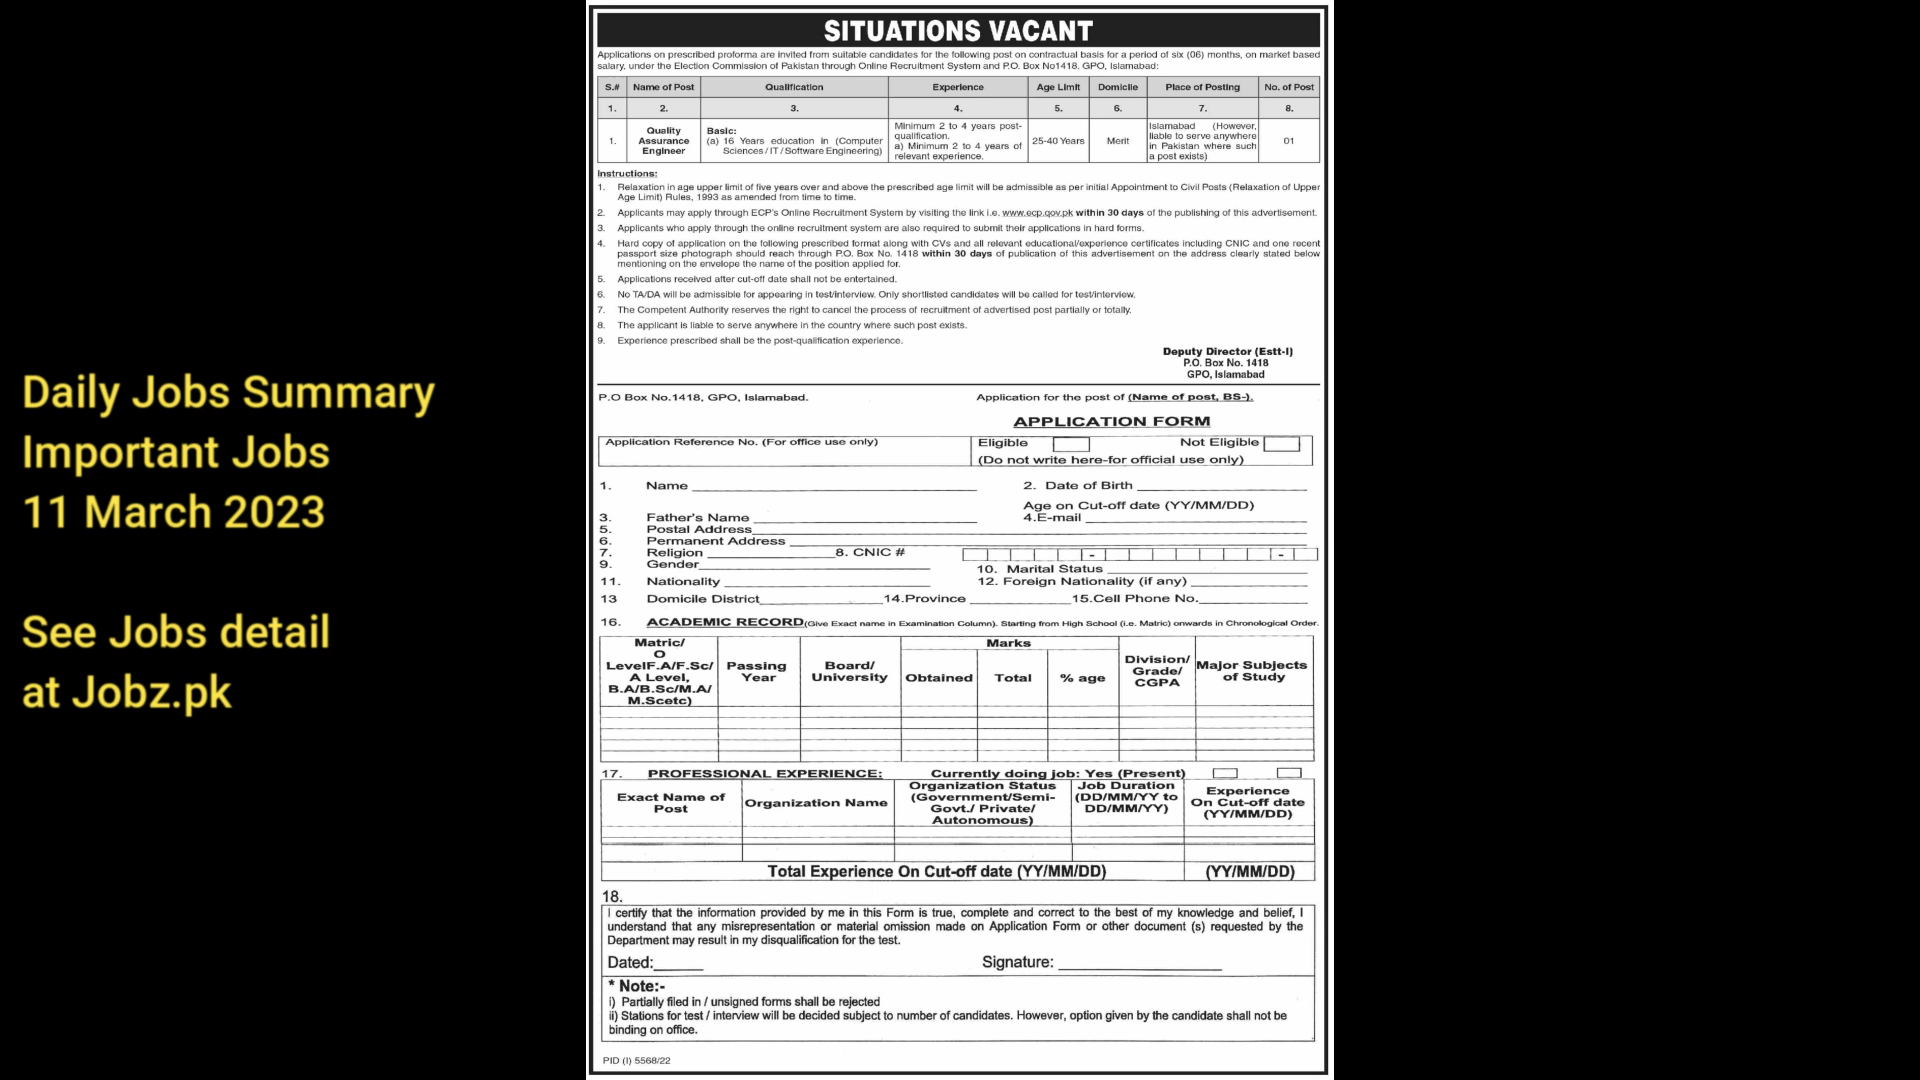 Daily Jobs Summary
Important Jobs
11 March 2023
See Jobs detail
at Jobz.pk
SITUATIONS VACANT
Applications on prescribed proforma are invited from suitable candidates for the following post on contractual basis for a period of six (06) months, on market based
salary, under the Election Commission of Pakistan through Online Recruitment System and P.O. Box No1418, GPO, Islamabad:
S.# Name of Post Qualification Experience Age Limit Domicile Place of Posting No. of Post
1. 2. 3. 4. 5. 6. 7. 8.
1.
Quality
Assurance
Engineer
Basic:
(a) 16 Years education in (Computer
Sciences / IT / Software Engineering)
Minimum 2 to 4 years post-
qualification.
a) Minimum 2 to 4 years of
relevant experience.
25-40 Years
Merit
Islamabad (However,
liable to serve anywhere
in Pakistan where such
a post exists)
01
Instructions:
1. Relaxation in age upper limit of five years over and above the prescribed age limit will be admissible as per initial Appointment to Civil Posts (Relaxation of Upper
Age Limit) Rules, 1993 as amended from time to time.
2. Applicants may apply through ECP's Online Recruitment System by visiting the link i.e. www.ecp.gov.pk within 30 days of the publishing of this advertisement.
3. Applicants who apply through the online recruitment system are also required to submit their applications in hard forms.
4. Hard copy of application on the following prescribed format along with CVs and all relevant educational/experience certificates including CNIC and one recent
passport size photograph should reach through P.O. Box No. 1418 within 30 days of publication of this advertisement on the address clearly stated below
mentioning on the envelope the name of the position applied for.
5. Applications received after cut-off date shall not be entertained.
6. No TA/DA will be admissible for appearing in test/interview. Only shortlisted candidates will be called for test/interview.
7. The Competent Authority reserves the right to cancel the process of recruitment of advertised post partially or totally.
8. The applicant is liable to serve anywhere in the country where such post exists.
9. Experience prescribed shall be the post-qualification experience.
Deputy Director (Estt-I)
P.O. Box No. 1418
GPO, Islamabad
P.O Box No.1418, GPO, Islamabad. Application for the post of (Name of post, BS-).
APPLICATION FORM
Application Reference No. (For office use only) Eligible Not Eligible
(Do not write here-for official use only)
1. Name 2. Date of Birth
Age on Cut-off date (YY/MM/DD)
3. Father's Name 4.E-mail
5. Postal Address
6. Permanent Address
7. Religion 8. CNIC # - -
9. Gender 10. Marital Status
11. Nationality 12. Foreign Nationality (if any)
13 Domicile District 14.Province 15.Cell Phone No.
16. ACADEMIC RECORD(Give Exact name in Examination Column). Starting from High School (i.e. Matric) onwards in Chronological Order.
Matric/
O
LevelF.A/F.Sc/
A Level,
B.A/B.Sc/M.A/
M.Scetc)
Passing
Year
Board/
University
Marks
Obtained Total % age
Division/
Grade/
CGPA
Major Subjects
of Study
17. PROFESSIONAL EXPERIENCE: Currently doing job: Yes (Present)
Exact Name of
Post
Organization Name
Organization Status
(Government/Semi-
Govt./ Private/
Autonomous)
Job Duration
(DD/MM/YY to
DD/MM/YY)
Experience
On Cut-off date
(YY/MM/DD)
Total Experience On Cut-off date (YY/MM/DD) (YY/MM/DD)
18.
I certify that the information provided by me in this Form is true, complete and correct to the best of my knowledge and belief, I
understand that any misrepresentation or material omission made on Application Form or other document (s) requested by the
Department may result in my disqualification for the test.
Dated: Signature:
* Note:-
i) Partially filed in / unsigned forms shall be rejected
ii) Stations for test / interview will be decided subject to number of candidates. However, option given by the candidate shall not be
binding on office.
PID (I) 5568/22